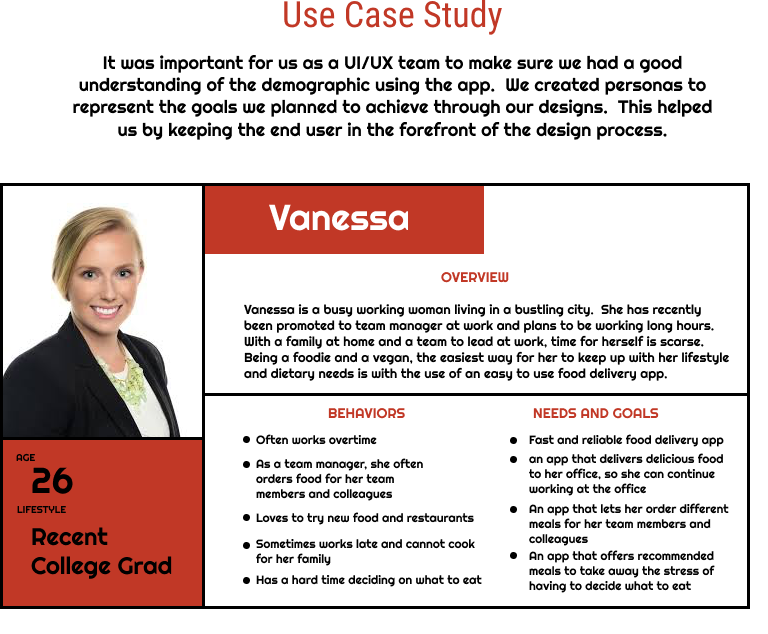 Use Case Study
It was important for us as a UI/UX team to make sure we had a good
understanding of the demographic using the app. We created personas to
represent the goals we planned to achieve through our designs. This helped
us by keeping the end user in the forefront of the design process.
Vanessa
OVERVIEW
Vanessa is a busy working woman living in a bustling city. She has recently
been promoted to team manager at work and plans to be working long hours.
With a family at home and a team to lead at work, time for herself is scarse.
Being a foodie and a vegan, the easiest way for her to keep up with her lifestyle
and dietary needs is with the use of an easy to use food delivery app.
AGE
26
LIFESTYLE
Recent
College Grad
BEHAVIORS
• Often works overtime
• As a team manager, she often
orders food for her team
members and colleagues
• Loves to try new food and restaurants
• Sometimes works late and cannot cook
for her family
• Has a hard time deciding on what to eat
NEEDS AND GOALS
• Fast and reliable food delivery app
• an app that delivers delicious food
to her office, so she can continue
working at the office
• An app that lets her order different
meals for her team members and
colleagues
• An app that offers recommended
meals to take away the stress of
having to decide what to eat